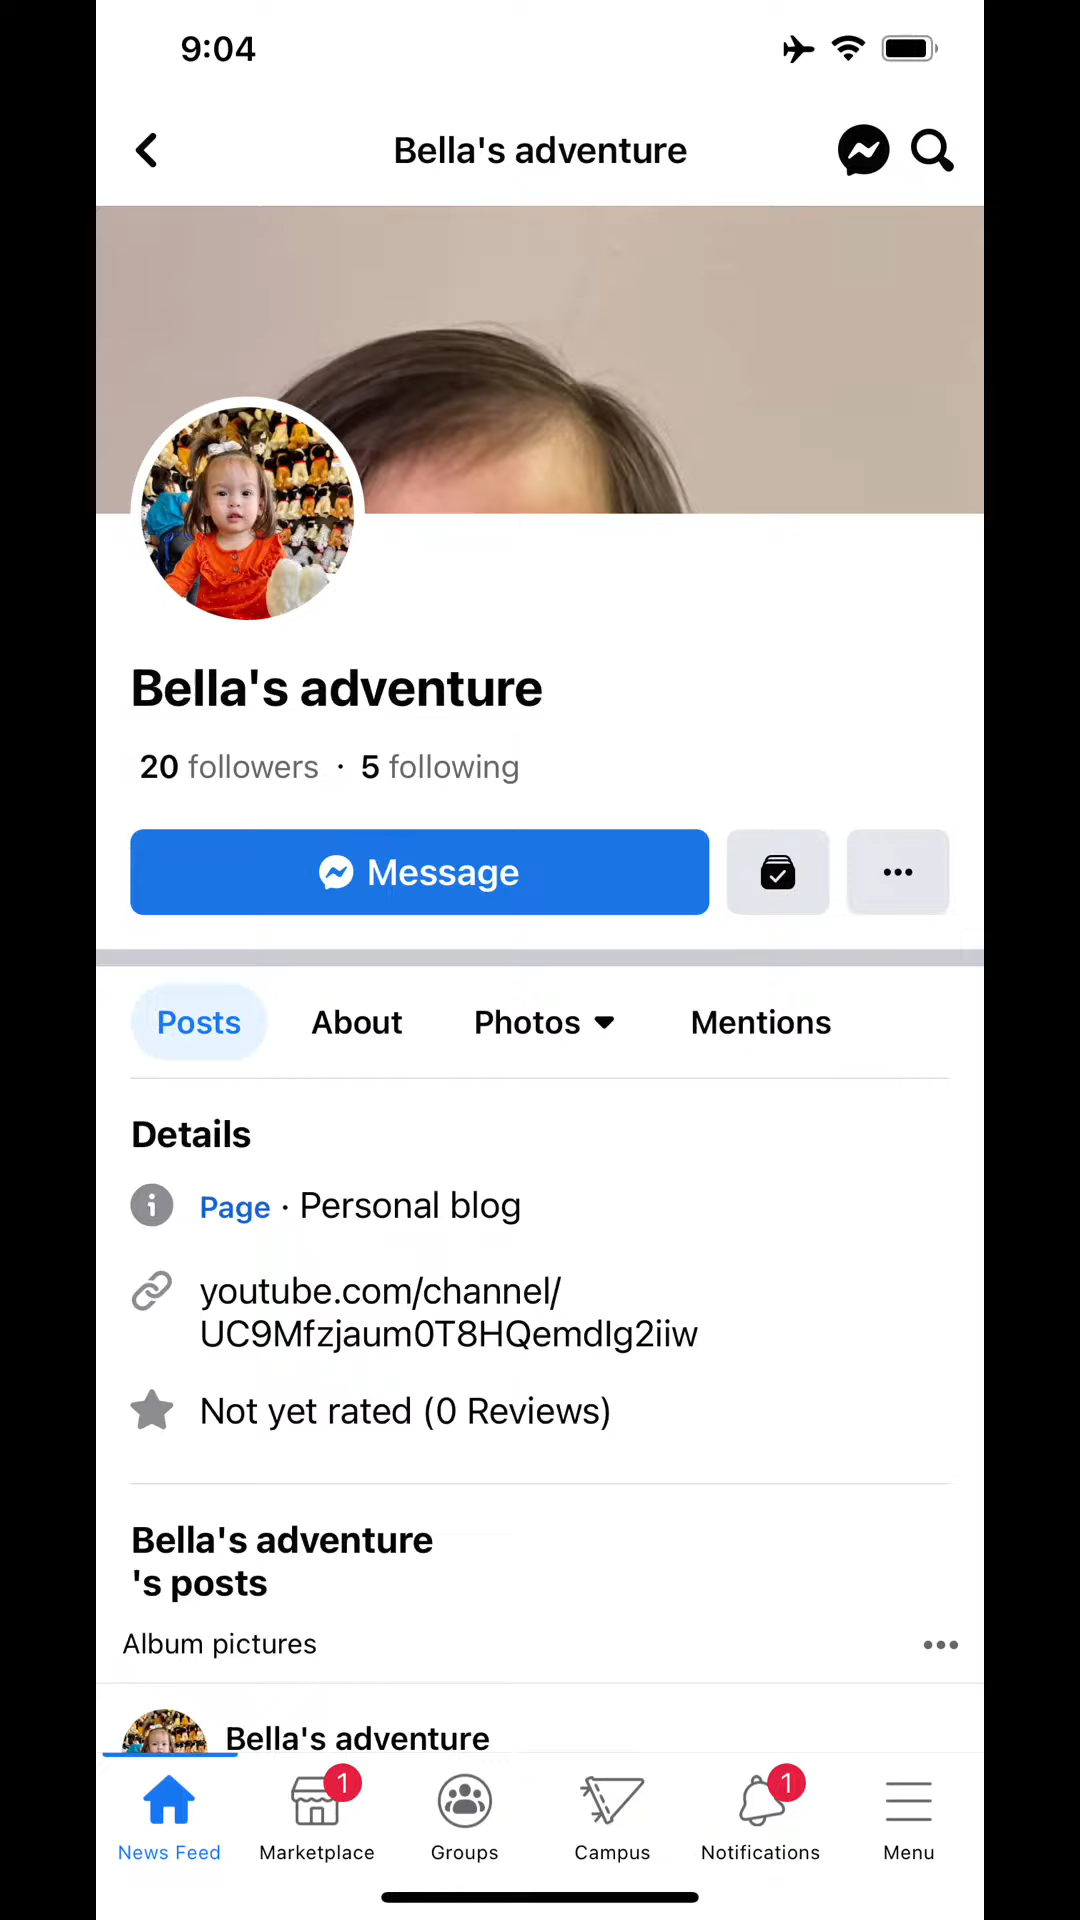 9:04
Bella's adventure
Bella's adventure
20 followers · 5 following
Message
Posts
About
Photos
Mentions
Details
Page · Personal blog
youtube.com/channel/
UC9Mfzjaum0T8HQemdIg2iiw
Not yet rated (0 Reviews)
Bella's adventure
's posts
Album pictures
Bella's adventure
1
1
News Feed
Marketplace
Groups
Campus
Notifications
Menu